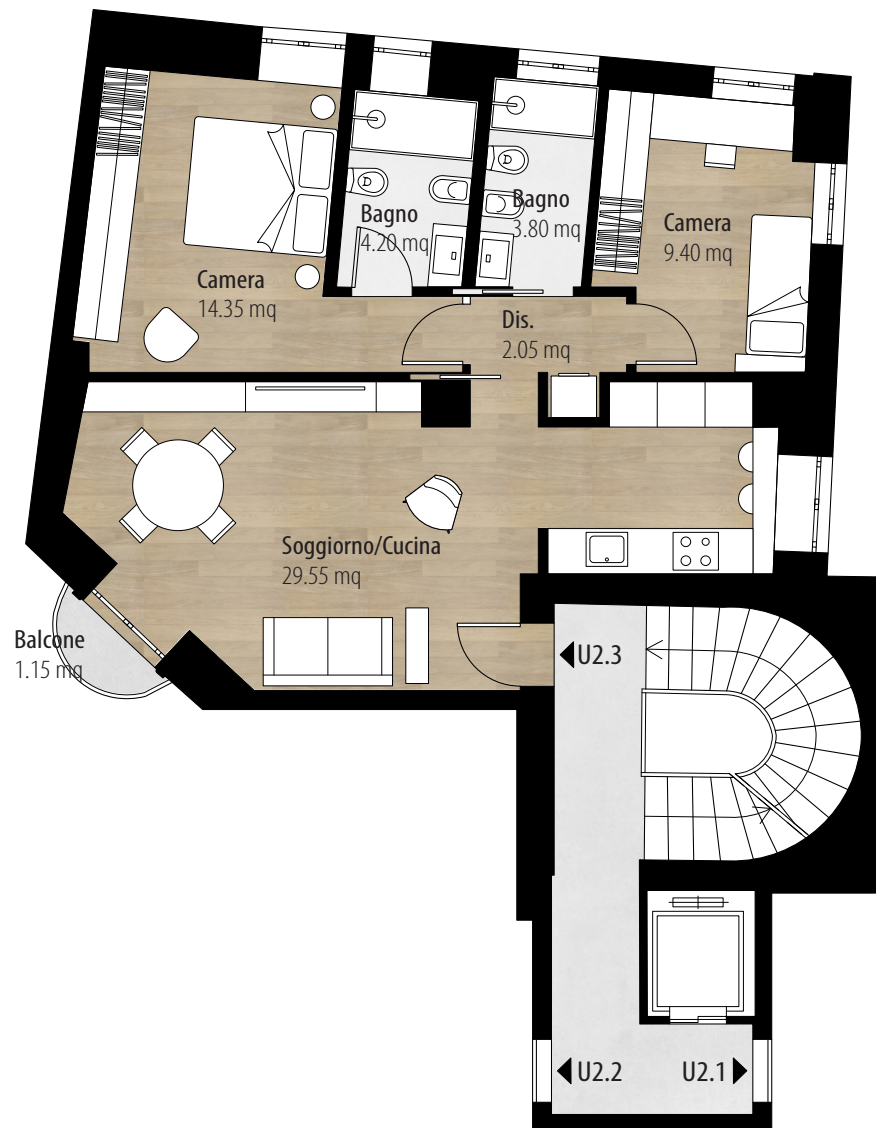 Bagno
4.20 mq
Bagno
3.80 mq
Camera
9.40 mq
Camera
14.35 mq
Dis.
2.05 mq
Soggiorno/Cucina
29.55 mq
Balcone
1.15 mq
U2.3
U2.2
U2.1